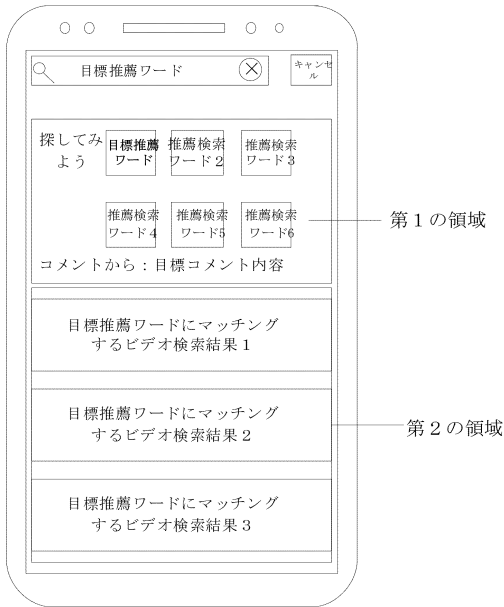 目標推薦ワード
キャンセ
ル
探してみ
よう
目標推薦
ワード
推薦検索
ワード2
推薦検索
ワード3
推薦検索
ワード4
推薦検索
ワード5
推薦検索
ワード6
コメントから：目標コメント内容
第1の領域
目標推薦ワードにマッチング
するビデオ検索結果1
目標推薦ワードにマッチング
するビデオ検索結果2
第2の領域
目標推薦ワードにマッチング
するビデオ検索結果3